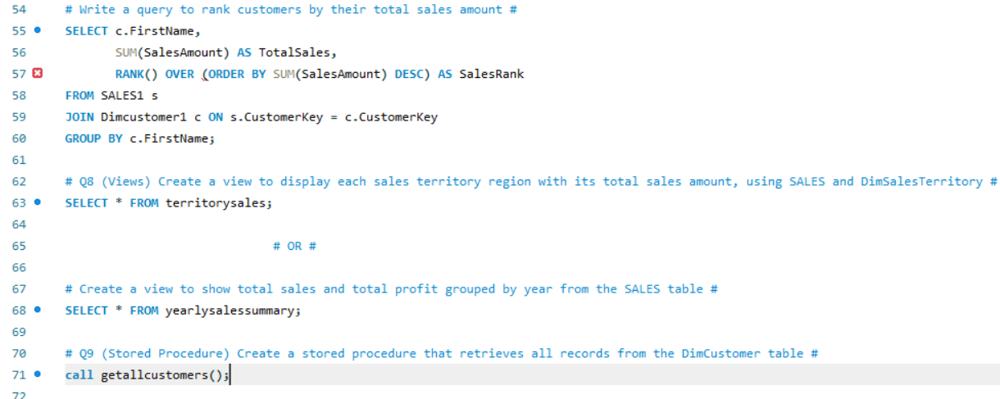 54 # Write a query to rank customers by their total sales amount #
55 SELECT c.FirstName,
56 SUM(SalesAmount) AS TotalSales,
57 RANK() OVER (ORDER BY SUM(SalesAmount) DESC) AS SalesRank
58 FROM SALES1 s
59 JOIN Dimcustomer1 c ON s.CustomerKey = c.CustomerKey
60 GROUP BY c.FirstName;
61
62 # Q8 (Views) Create a view to display each sales territory region with its total sales amount, using SALES and DimSalesTerritory #
63 SELECT * FROM territorysales;
64
65 # OR #
66
67 # Create a view to show total sales and total profit grouped by year from the SALES table #
68 SELECT * FROM yearlysalessummary;
69
70 # Q9 (Stored Procedure) Create a stored procedure that retrieves all records from the DimCustomer table #
71 call getallcustomers();
72